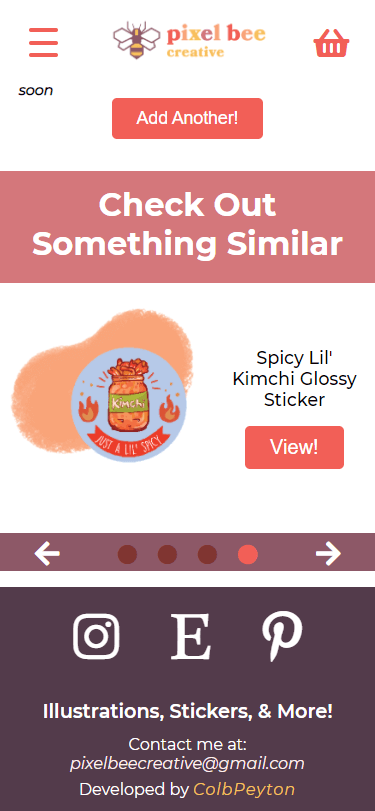 pixel bee
creative
soon
Add Another!
Check Out
Something Similar
kimchi
JUST A LIL' SPICY
Spicy Lil'
Kimchi Glossy
Sticker
View!
E
Illustrations, Stickers, & More!
Contact me at:
pixelbeecreative@gmail.com
Developed by ColbPeyton